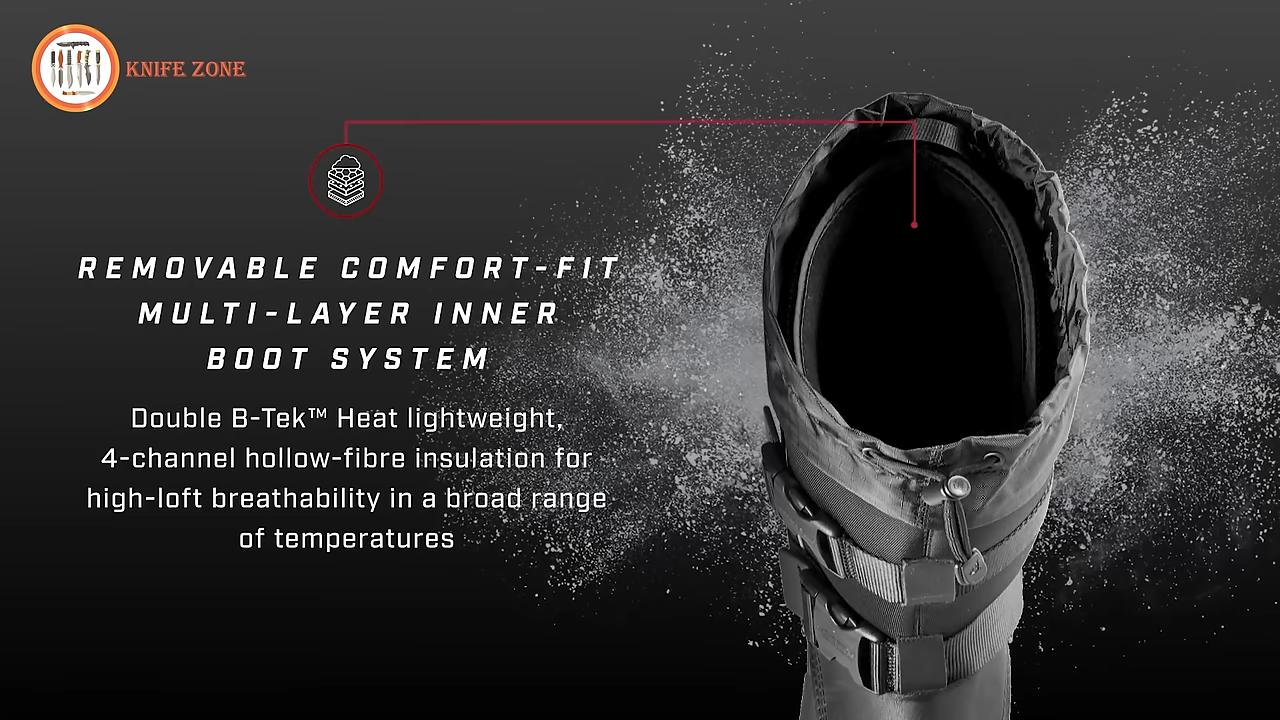 KNIFE ZONE
REMOVABLE COMFORT-FIT
MULTI-LAYER INNER
BOOT SYSTEM
Double B-Tek™ Heat lightweight,
4-channel hollow-fibre insulation for
high-loft breathability in a broad range
of temperatures